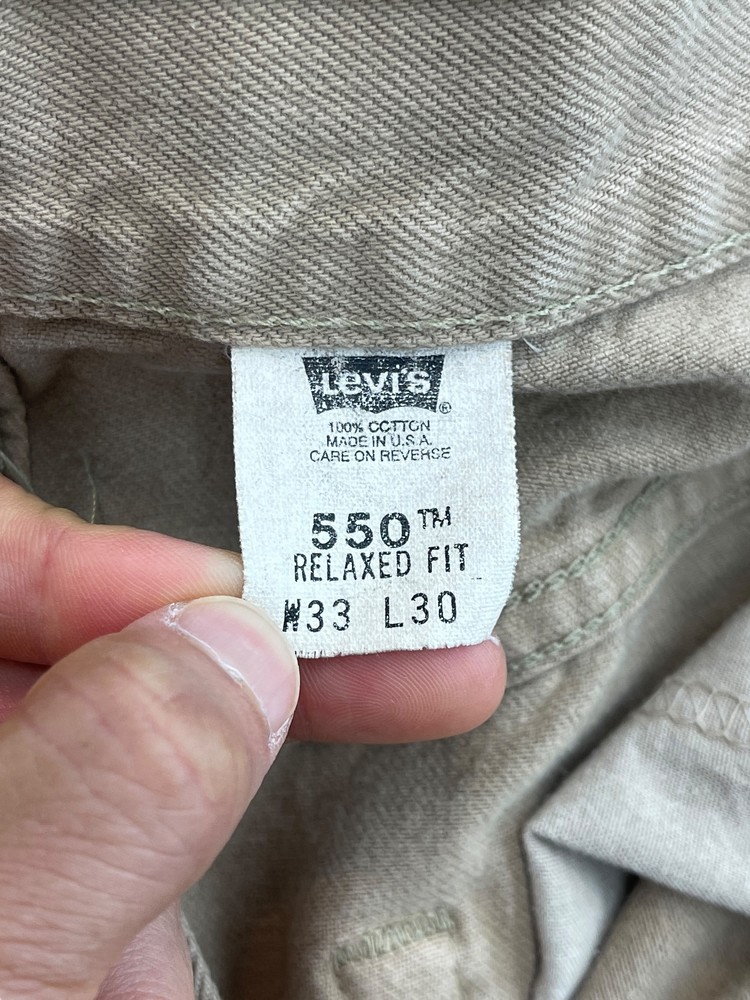 Levi's ®
100% COTTON
MADE IN U.S.A.
CARE ON REVERSE
550™
RELAXED FIT
W33 L30